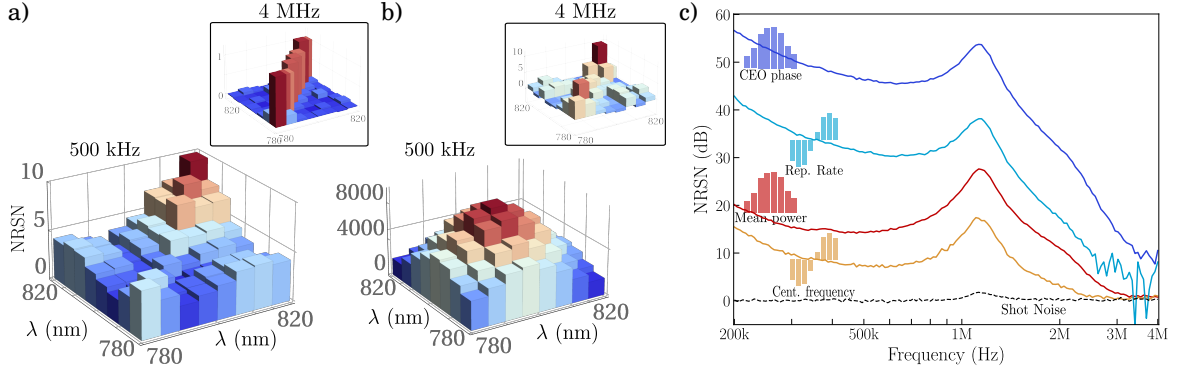 a)
4 MHz
1
0
820
780
780
820
500 kHz
10
5
0
NRSN
820
λ (nm)
780
780
λ (nm)
820
b)
4 MHz
10
5
0
820
780
780
820
500 kHz
8000
4000
0
820
λ (nm)
780
780
λ (nm)
820
c)
60
50
40
30
20
10
0
NRSN (dB)
CEO phase
Rep. Rate
Mean power
Cent. frequency
Shot Noise
200k
500k
1M
2M
3M
4M
Frequency (Hz)